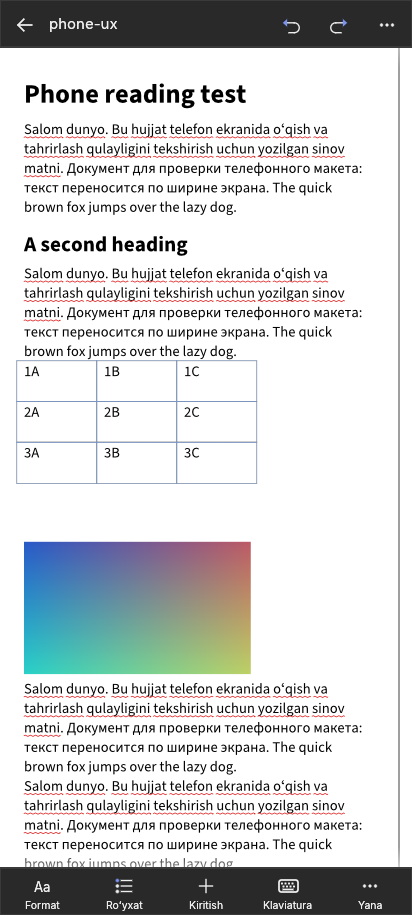 phone-ux
Phone reading test
Salom dunyo. Bu hujjat telefon ekranida oʻqish va
tahrirlash qulayligini tekshirish uchun yozilgan sinov
matni. Документ для проверки телефонного макета:
текст переносится по ширине экрана. The quick
brown fox jumps over the lazy dog.
A second heading
Salom dunyo. Bu hujjat telefon ekranida oʻqish va
tahrirlash qulayligini tekshirish uchun yozilgan sinov
matni. Документ для проверки телефонного макета:
текст переносится по ширине экрана. The quick
brown fox jumps over the lazy dog.
1A 1B 1C
2A 2B 2C
3A 3B 3C
Salom dunyo. Bu hujjat telefon ekranida oʻqish va
tahrirlash qulayligini tekshirish uchun yozilgan sinov
matni. Документ для проверки телефонного макета:
текст переносится по ширине экрана. The quick
brown fox jumps over the lazy dog.
Salom dunyo. Bu hujjat telefon ekranida oʻqish va
tahrirlash qulayligini tekshirish uchun yozilgan sinov
matni. Документ для проверки телефонного макета:
текст переносится по ширине экрана. The quick
brown fox jumps over the lazy dog.
Aa
Format Roʻyxat Kiritish Klaviatura Yana